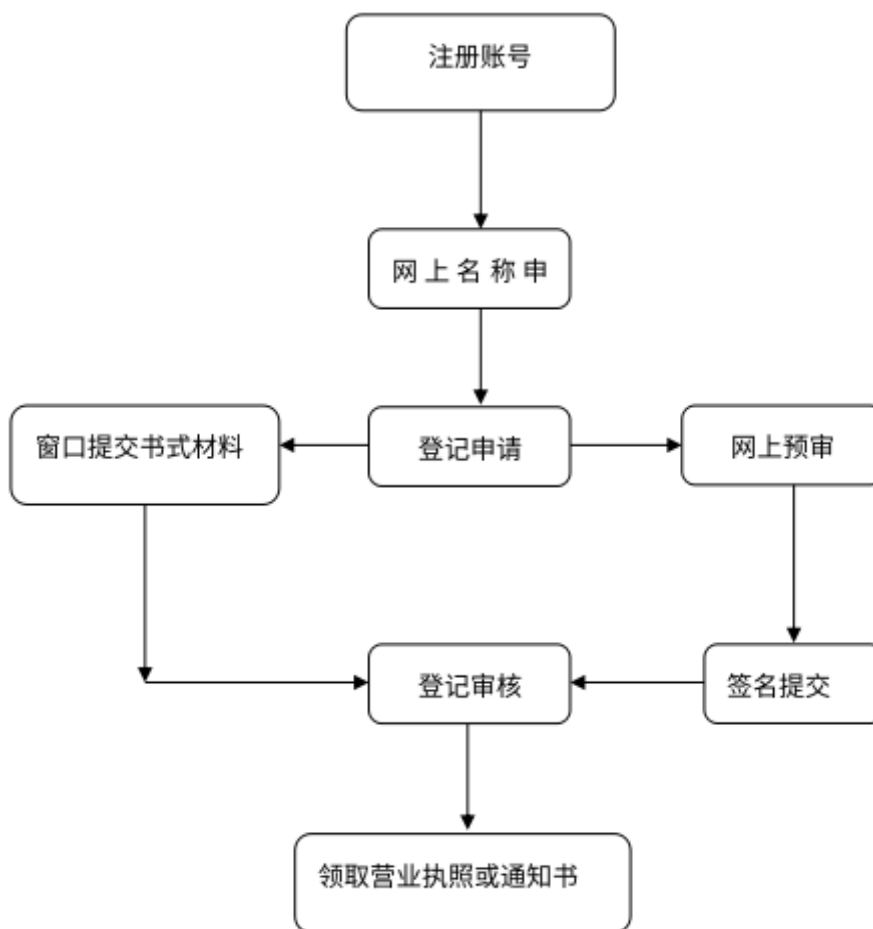 注册账号
网上名称申
窗口提交书式材料
登记申请
网上预审
登记审核
签名提交
领取营业执照或通知书